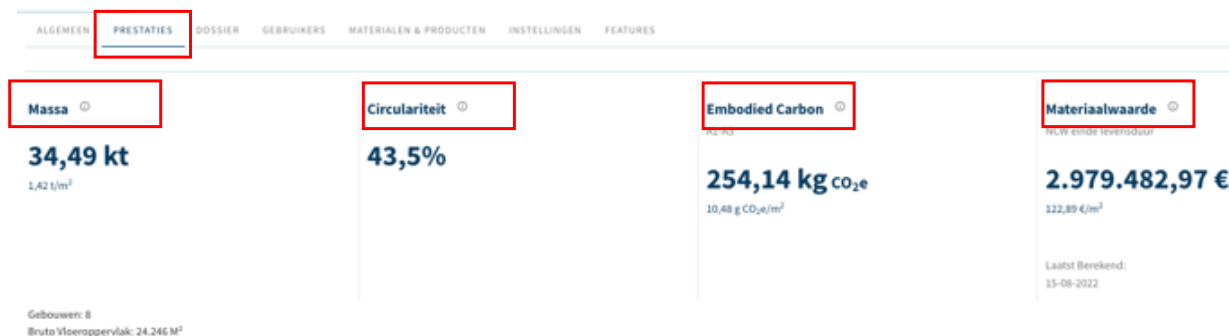 ALGEMEEN PRESTATIES DOSSIER GEBRUIKERS MATERIALEN & PRODUCTEN INSTELLINGEN FEATURES
Massa
34,49 kt
1,42 t/m²
Circulariteit
43,5%
Embodied Carbon
A1-A3
254,14 kg CO₂e
10,48 g CO₂e/m²
Materiaalwaarde
NCW einde levensduur
2.979.482,97 €
122,89 €/m²
Laatst Berekend:
15-08-2022
Gebouwen: 8
Bruto Vloeroppervlak: 24.246 M²